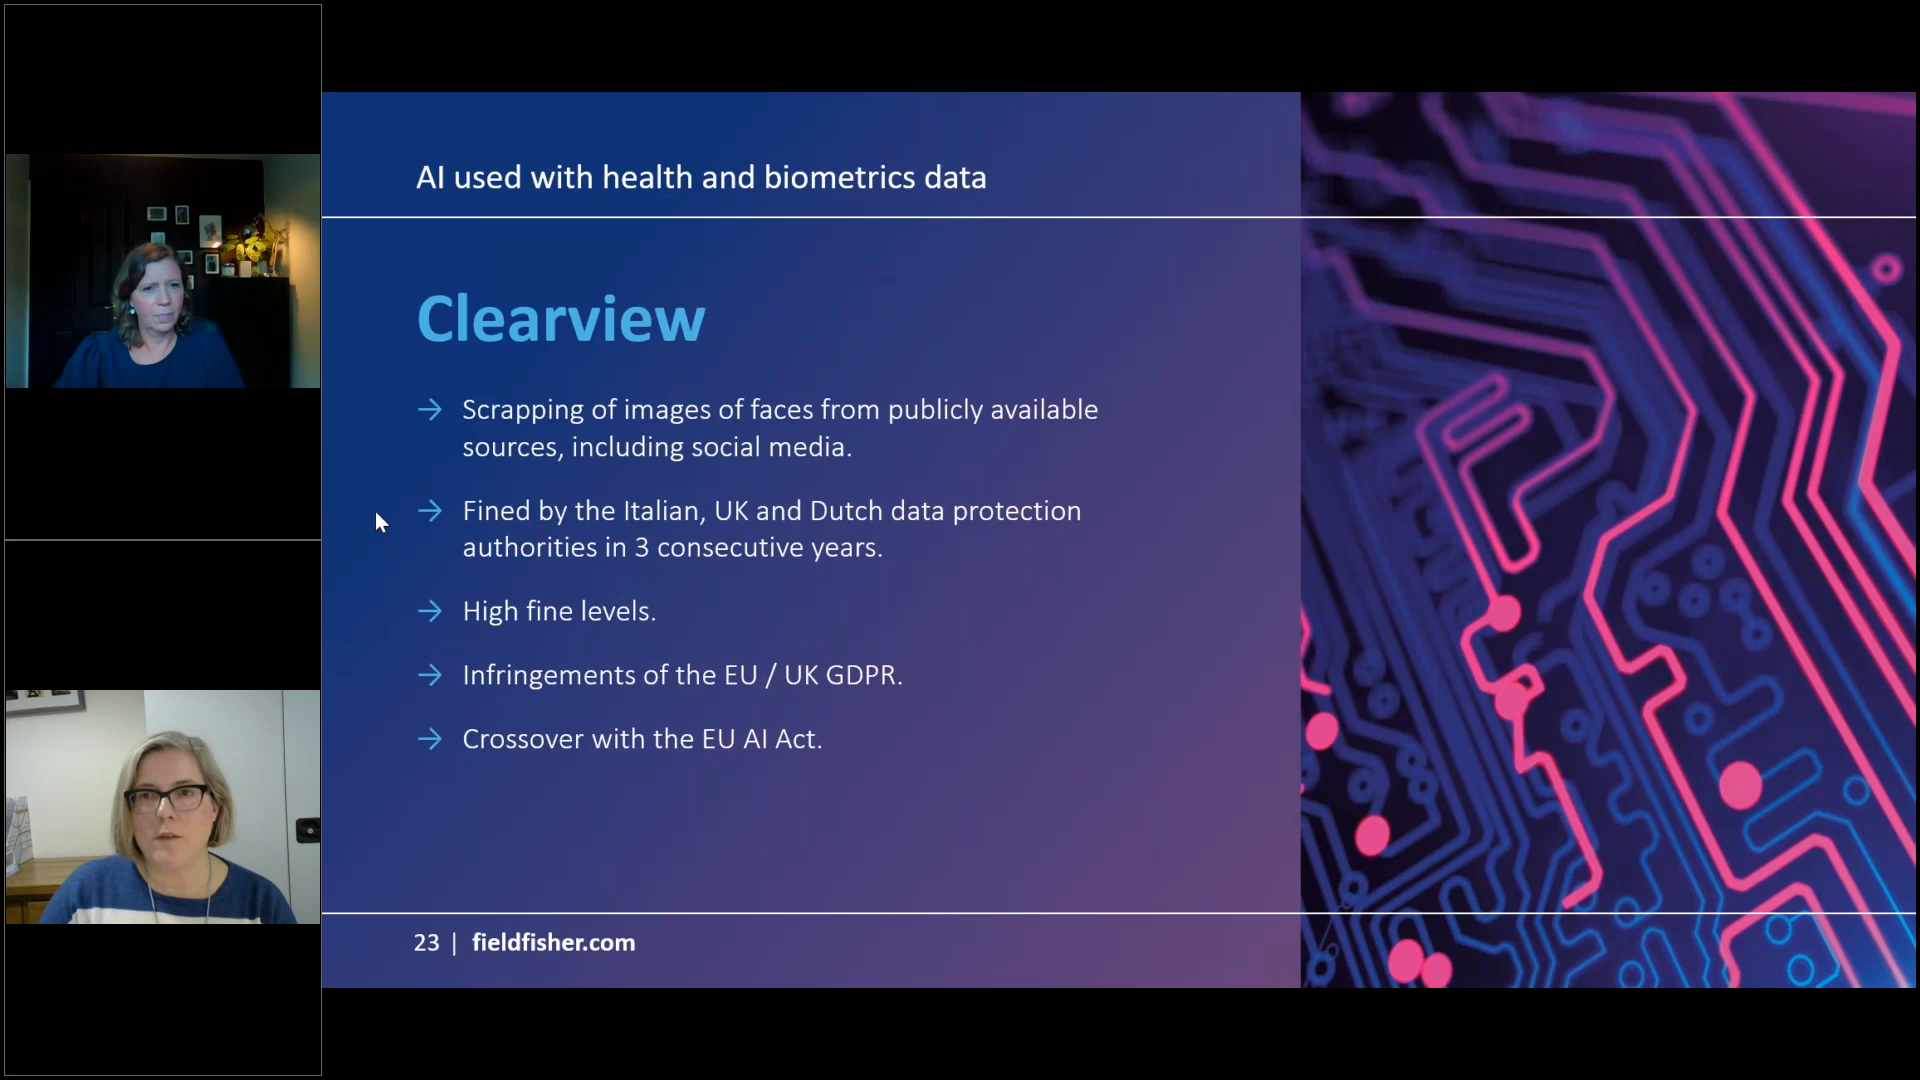 AI used with health and biometrics data
Clearview
→ Scrapping of images of faces from publicly available
sources, including social media.
→ Fined by the Italian, UK and Dutch data protection
authorities in 3 consecutive years.
→ High fine levels.
→ Infringements of the EU / UK GDPR.
→ Crossover with the EU AI Act.
23 | fieldfisher.com